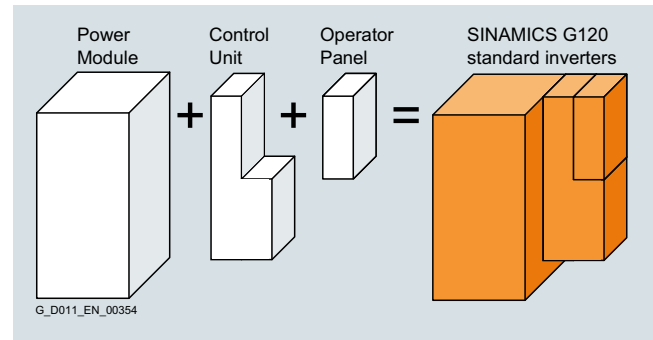 Power
Module
Control
Unit
Operator
Panel
SINAMICS G120
standard inverters
+ + =
G_D011_EN_00354